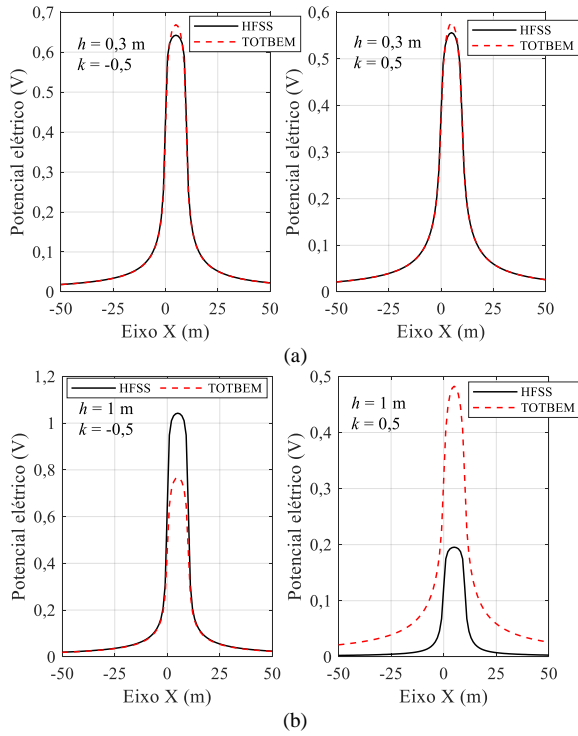 0,7
0,6
0,5
0,4
0,3
0,2
0,1
0
-50
-25
0
25
50
Potencial elétrico (V)
Eixo X (m)
h = 0,3 m
k = -0,5
HFSS
TOTBEM
0,6
0,5
0,4
0,3
0,2
0,1
0
-50
-25
0
25
50
Potencial elétrico (V)
Eixo X (m)
h = 0,3 m
k = 0,5
HFSS
TOTBEM
(a)
1,2
1
0,8
0,6
0,4
0,2
0
-50
-25
0
25
50
Potencial elétrico (V)
Eixo X (m)
HFSS
TOTBEM
h = 1 m
k = -0,5
0,5
0,4
0,3
0,2
0,1
0
-50
-25
0
25
50
Potencial elétrico (V)
Eixo X (m)
h = 1 m
k = 0,5
HFSS
TOTBEM
(b)